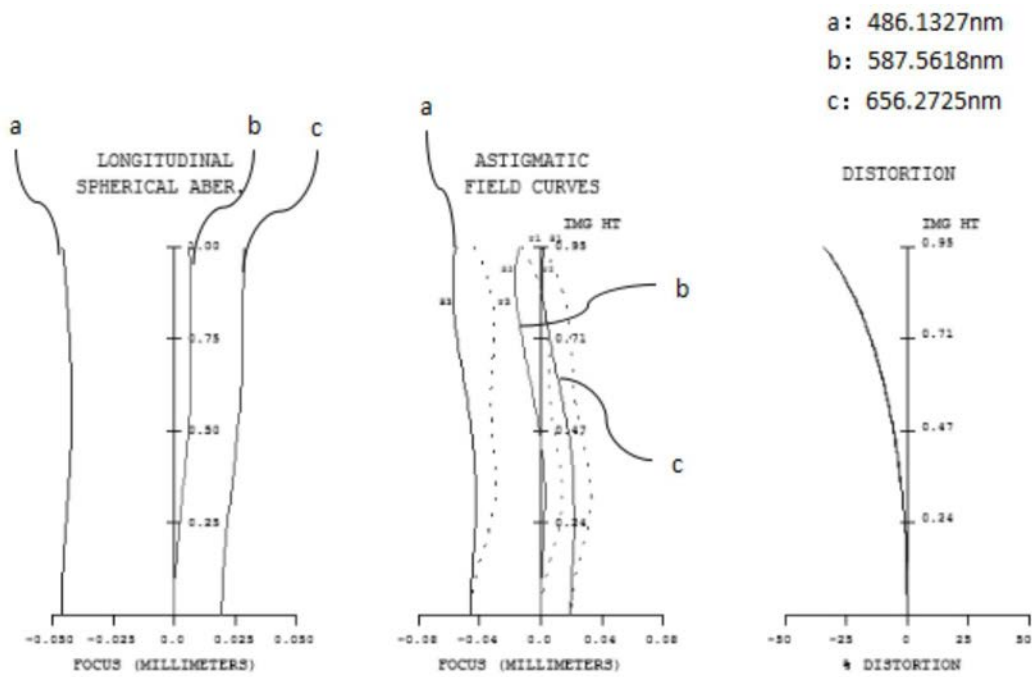 a: 486.1327nm
b: 587.5618nm
c: 656.2725nm
a
b
c
a
LONGITUDINAL
SPHERICAL ABER.
ASTIGMATIC
FIELD CURVES
DISTORTION
IMG HT
IMG HT
1.00
0.95
0.95
b
0.75
0.71
0.71
0.50
0.47
0.47
c
0.25
0.24
0.24
-0.050
-0.025
0.0
0.025
0.050
-0.08
-0.04
0.0
0.04
0.08
-50
-25
0
25
50
FOCUS (MILLIMETERS)
FOCUS (MILLIMETERS)
% DISTORTION